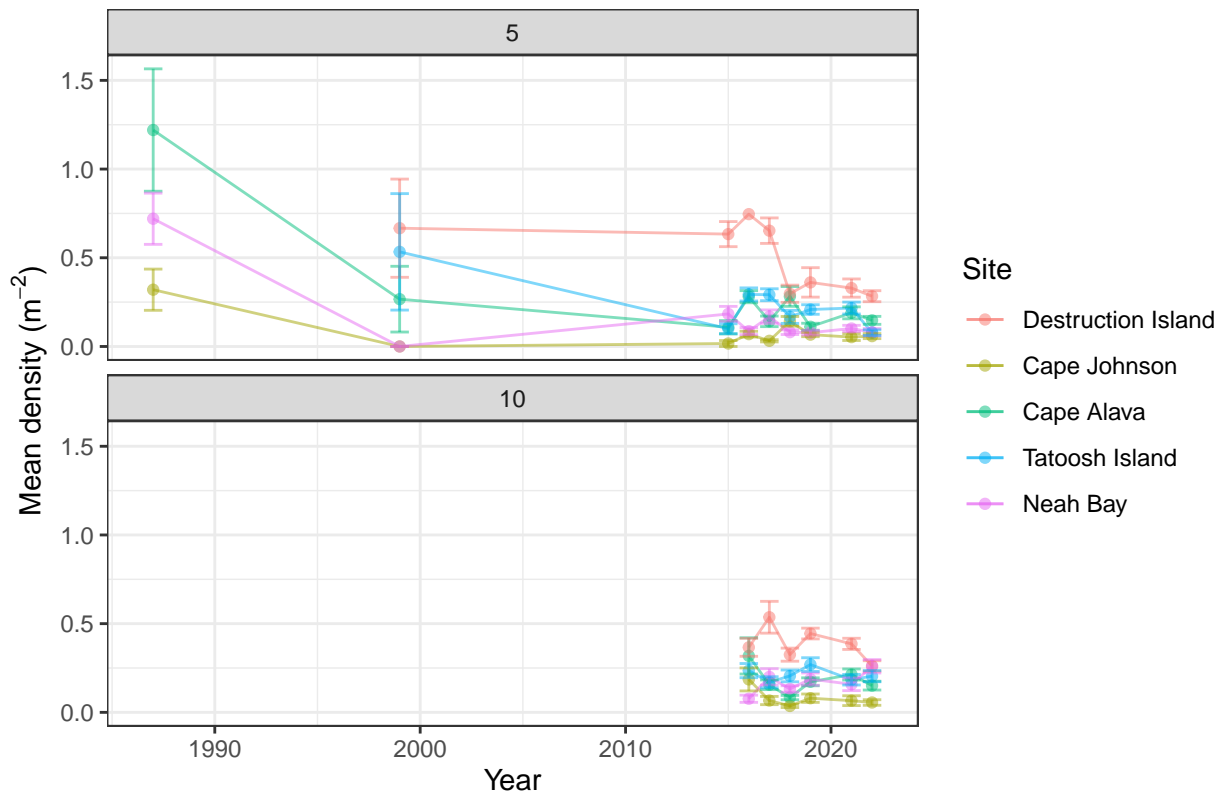 5
1.5
1.0
0.5
0.0
10
1.5
1.0
0.5
0.0
1990 2000 2010 2020
Year
Mean density (m⁻²)
Site
Destruction Island
Cape Johnson
Cape Alava
Tatoosh Island
Neah Bay